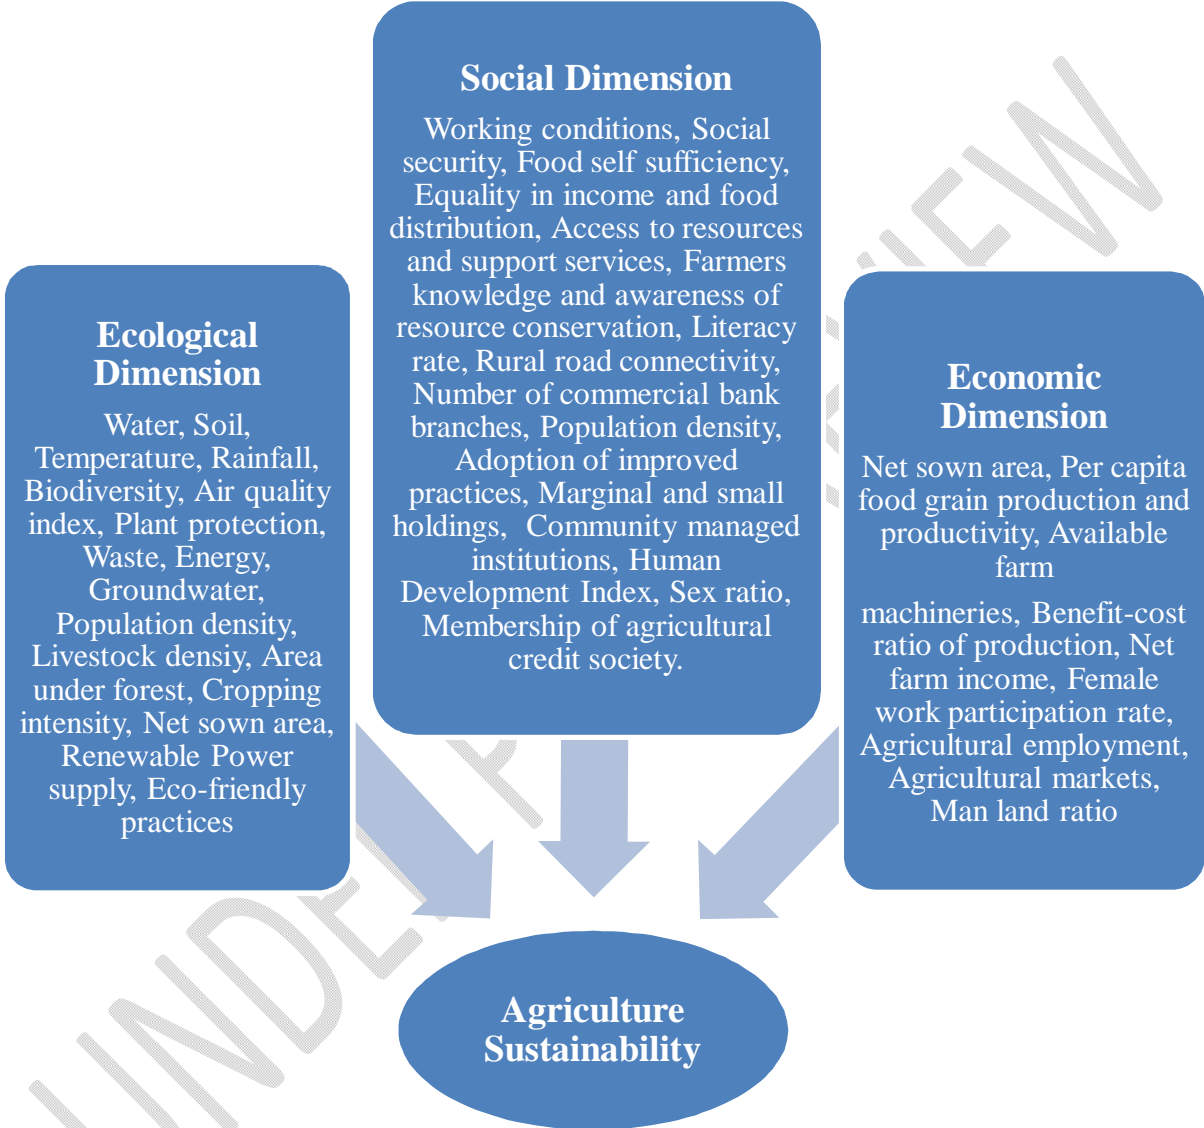 Social Dimension
Working conditions, Social
security, Food self sufficiency,
Equality in income and food
distribution, Access to resources
and support services, Farmers
knowledge and awareness of
resource conservation, Literacy
rate, Rural road connectivity,
Number of commercial bank
branches, Population density,
Adoption of improved
practices, Marginal and small
holdings, Community managed
institutions, Human
Development Index, Sex ratio,
Membership of agricultural
credit society.
Ecological
Dimension
Water, Soil,
Temperature, Rainfall,
Biodiversity, Air quality
index, Plant protection,
Waste, Energy,
Groundwater,
Population density,
Livestock densiy, Area
under forest, Cropping
intensity, Net sown area,
Renewable Power
supply, Eco-friendly
practices
Economic
Dimension
Net sown area, Per capita
food grain production and
productivity, Available
farm
machineries, Benefit-cost
ratio of production, Net
farm income, Female
work participation rate,
Agricultural employment,
Agricultural markets,
Man land ratio
Agriculture
Sustainability